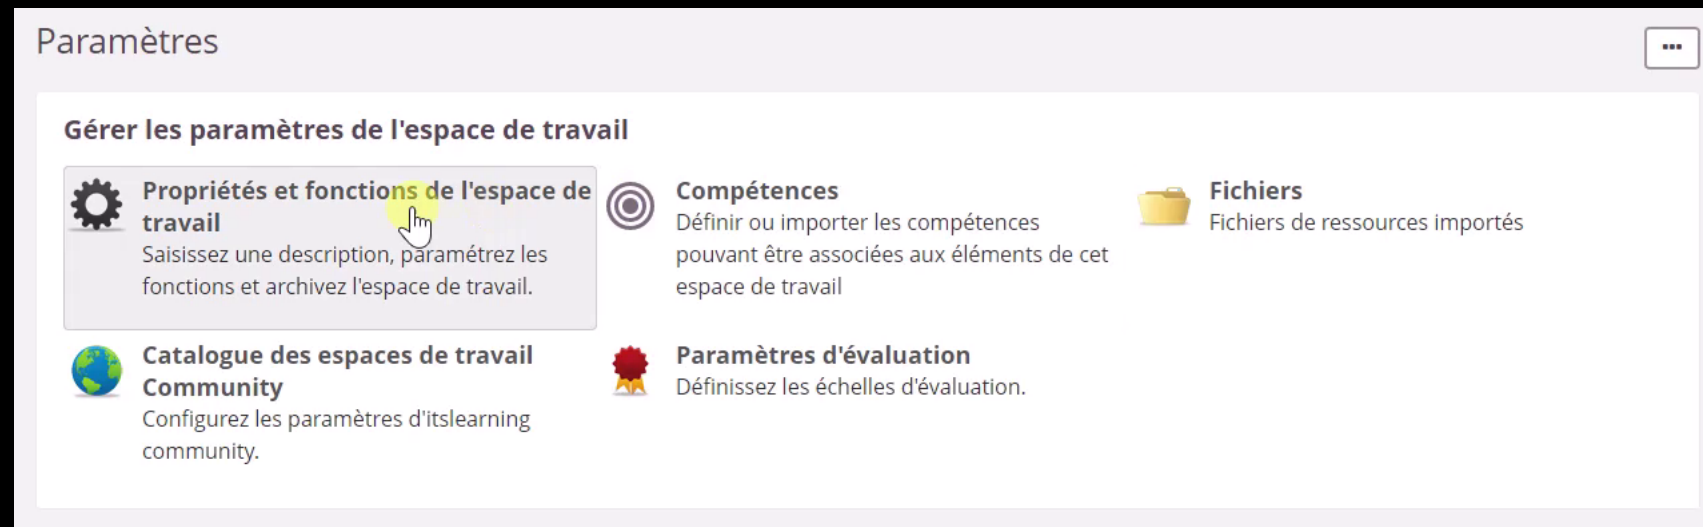 Paramètres
Gérer les paramètres de l'espace de travail
Propriétés et fonctions de l'espace de
travail
Saisissez une description, paramétrez les
fonctions et archivez l'espace de travail.
Compétences
Définir ou importer les compétences
pouvant être associées aux éléments de cet
espace de travail
Fichiers
Fichiers de ressources importés
Catalogue des espaces de travail
Community
Configurez les paramètres d'itslearning
community.
Paramètres d'évaluation
Définissez les échelles d'évaluation.